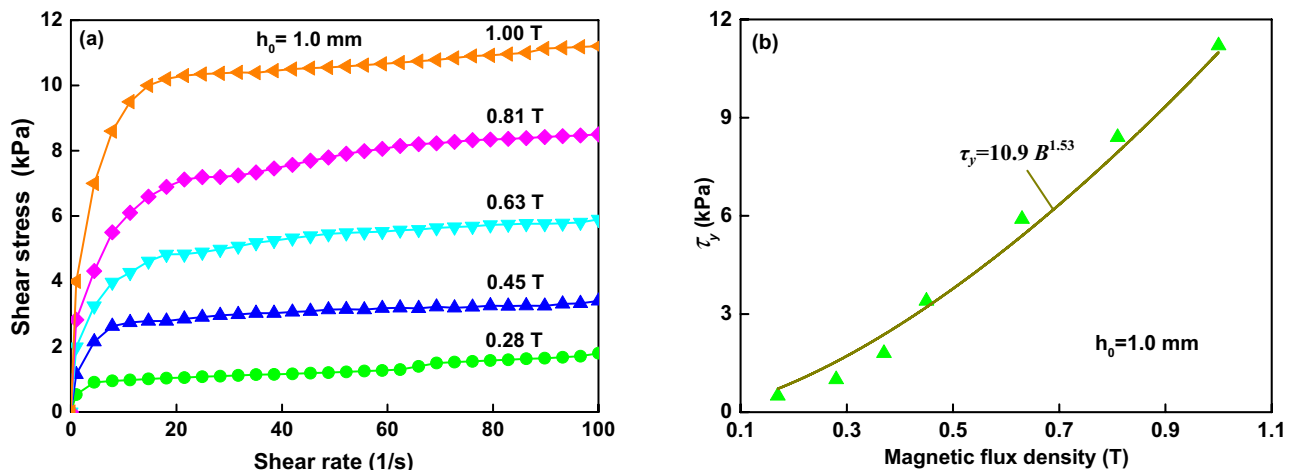 (a)
h₀= 1.0 mm
1.00 T
0.81 T
0.63 T
0.45 T
0.28 T
Shear stress (kPa)
12
10
8
6
4
2
0
0 20 40 60 80 100
Shear rate (1/s)
(b)
τy=10.9 B^1.53
h₀=1.0 mm
τy (kPa)
12
9
6
3
0
0.1 0.3 0.5 0.7 0.9 1.1
Magnetic flux density (T)